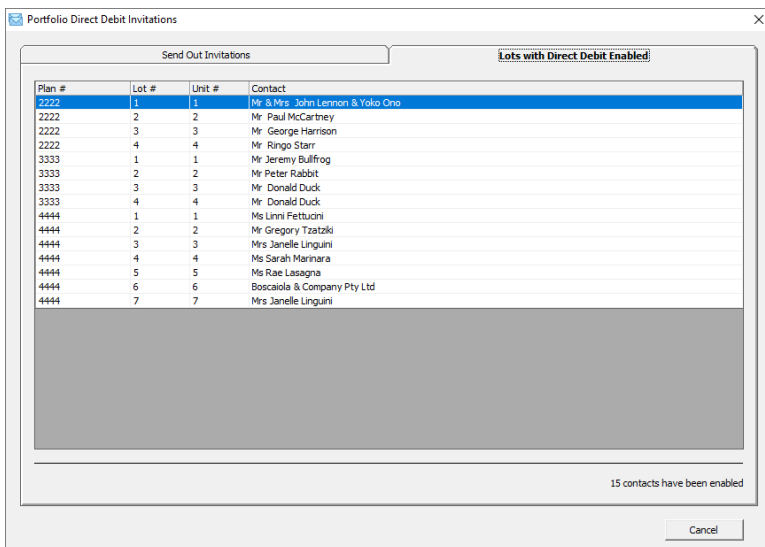 Portfolio Direct Debit Invitations
Send Out Invitations Lots with Direct Debit Enabled
Plan # Lot # Unit # Contact
2222 1 1 Mr & Mrs John Lennon & Yoko Ono
2222 2 2 Mr Paul McCartney
2222 3 3 Mr George Harrison
2222 4 4 Mr Ringo Starr
3333 1 1 Mr Jeremy Bullfrog
3333 2 2 Mr Peter Rabbit
3333 3 3 Mr Donald Duck
3333 4 4 Mr Donald Duck
4444 1 1 Ms Linni Fettucini
4444 2 2 Mr Gregory Tzatziki
4444 3 3 Mrs Janelle Linguini
4444 4 4 Ms Sarah Marinara
4444 5 5 Ms Rae Lasagna
4444 6 6 Boscaiola & Company Pty Ltd
4444 7 7 Mrs Janelle Linguini
15 contacts have been enabled
Cancel